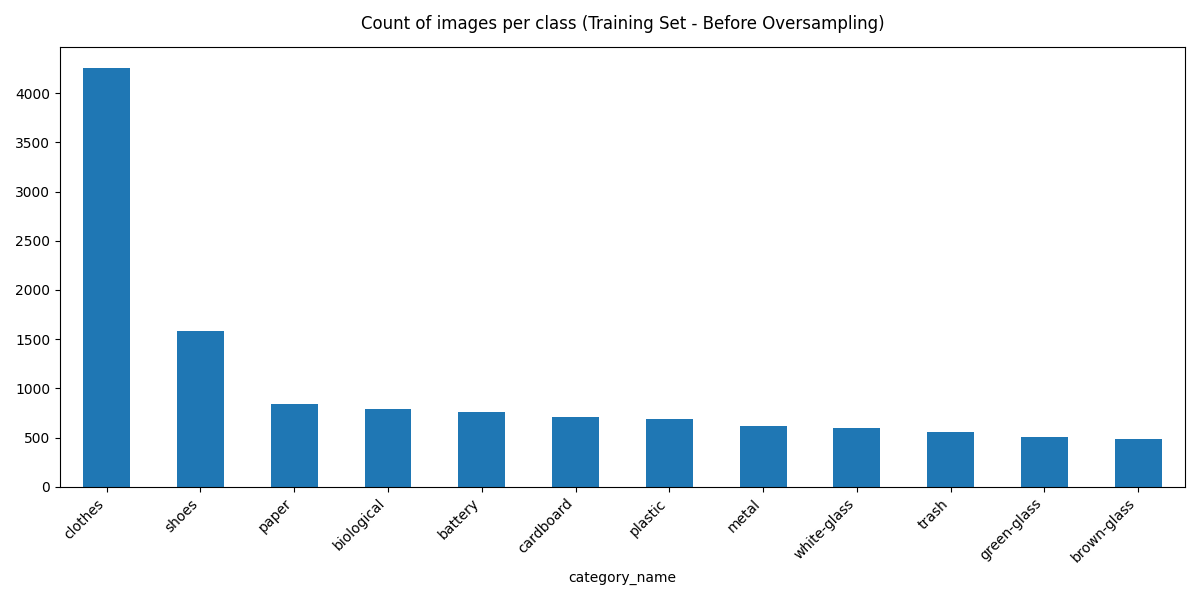 Count of images per class (Training Set - Before Oversampling)
4000
3500
3000
2500
2000
1500
1000
500
0
clothes
shoes
paper
biological
battery
cardboard
plastic
metal
white-glass
trash
green-glass
brown-glass
category_name